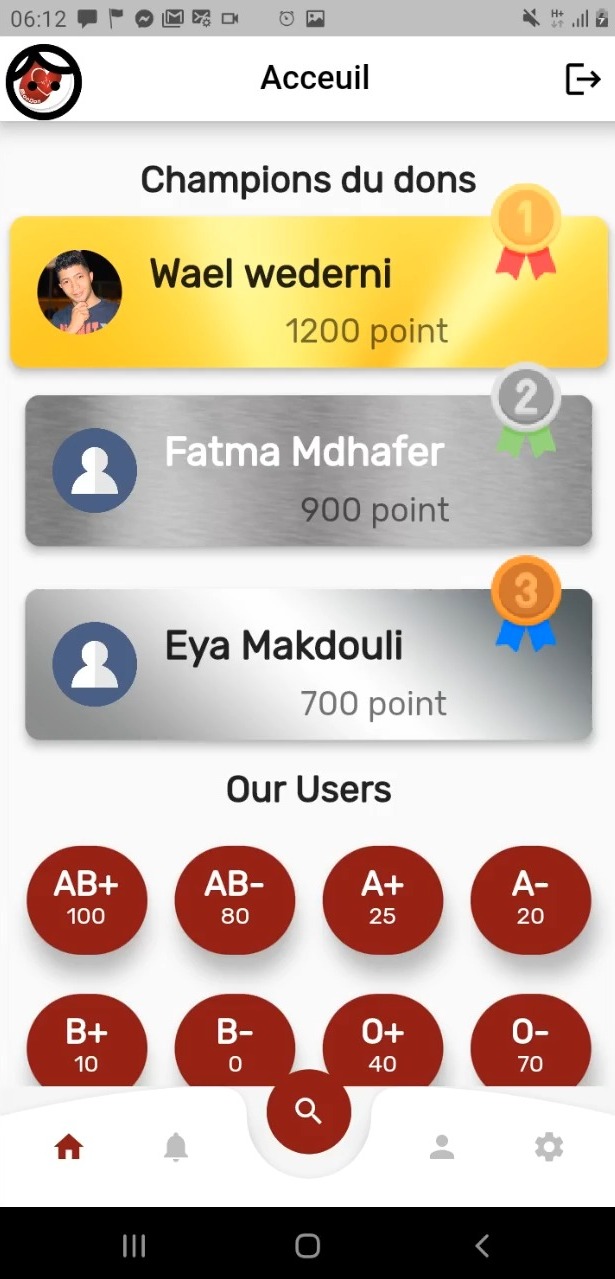 06:12
H+
Acceuil
Champions du dons
1
Wael wederni
1200 point
2
Fatma Mdhafer
900 point
3
Eya Makdouli
700 point
Our Users
AB+ AB- A+ A-
100 80 25 20
B+ B- O+ O-
10 0 40 70